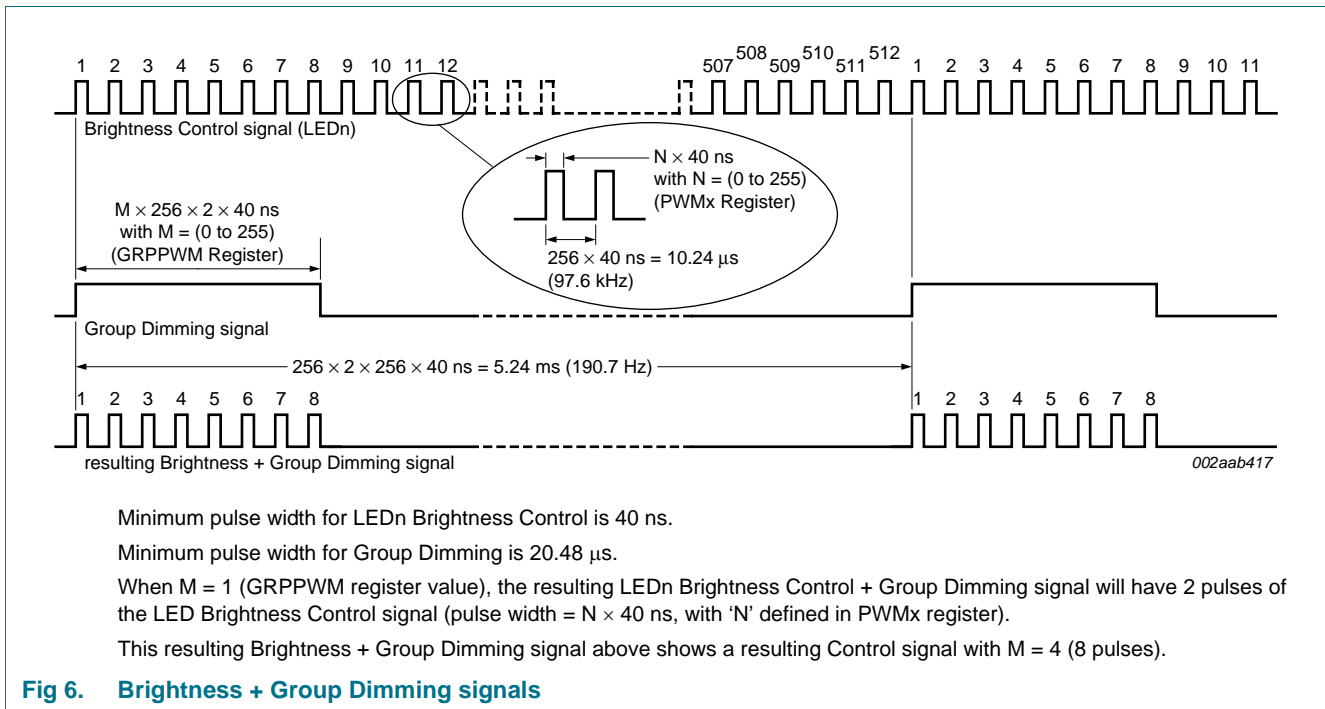 1 2 3 4 5 6 7 8 9 10 11 12 507 508 509 510 511 512 1 2 3 4 5 6 7 8 9 10 11
Brightness Control signal (LEDn)
M × 256 × 2 × 40 ns
with M = (0 to 255)
(GRPPWM Register)
N × 40 ns
with N = (0 to 255)
(PWMx Register)
256 × 40 ns = 10.24 μs
(97.6 kHz)
Group Dimming signal
256 × 2 × 256 × 40 ns = 5.24 ms (190.7 Hz)
1 2 3 4 5 6 7 8 1 2 3 4 5 6 7 8
resulting Brightness + Group Dimming signal
002aab417
Minimum pulse width for LEDn Brightness Control is 40 ns.
Minimum pulse width for Group Dimming is 20.48 μs.
When M = 1 (GRPPWM register value), the resulting LEDn Brightness Control + Group Dimming signal will have 2 pulses of
the LED Brightness Control signal (pulse width = N × 40 ns, with ‘N’ defined in PWMx register).
This resulting Brightness + Group Dimming signal above shows a resulting Control signal with M = 4 (8 pulses).
Fig 6. Brightness + Group Dimming signals